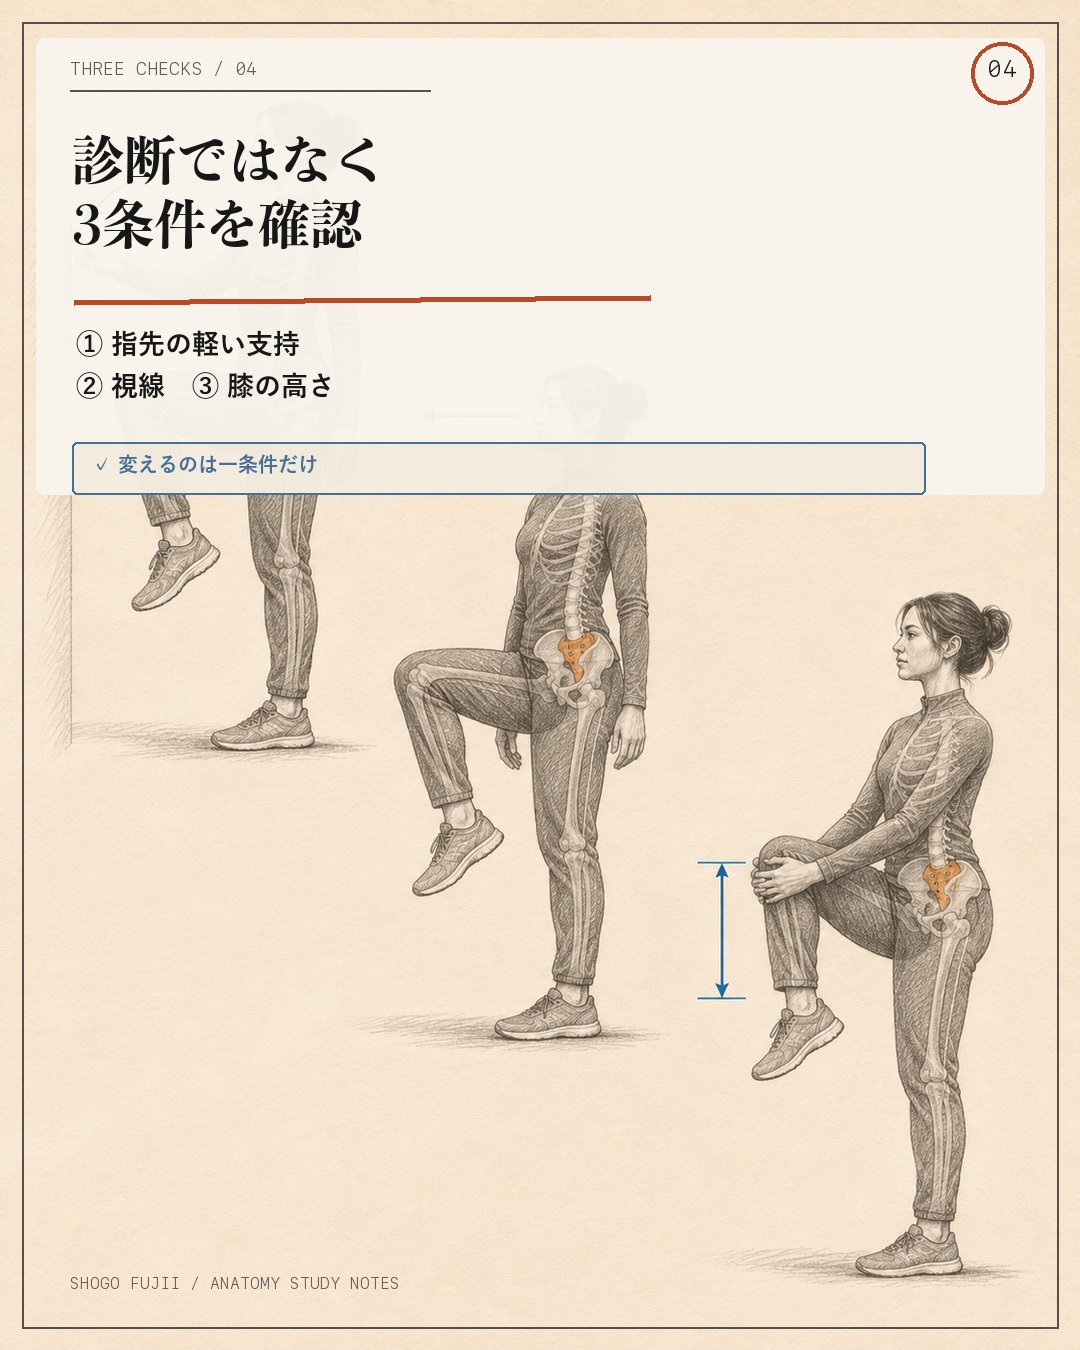 THREE CHECKS / 04
04
診断ではなく
3条件を確認
① 指先の軽い支持
② 視線　③ 膝の高さ
✓ 変えるのは一条件だけ
SHOGO FUJII / ANATOMY STUDY NOTES